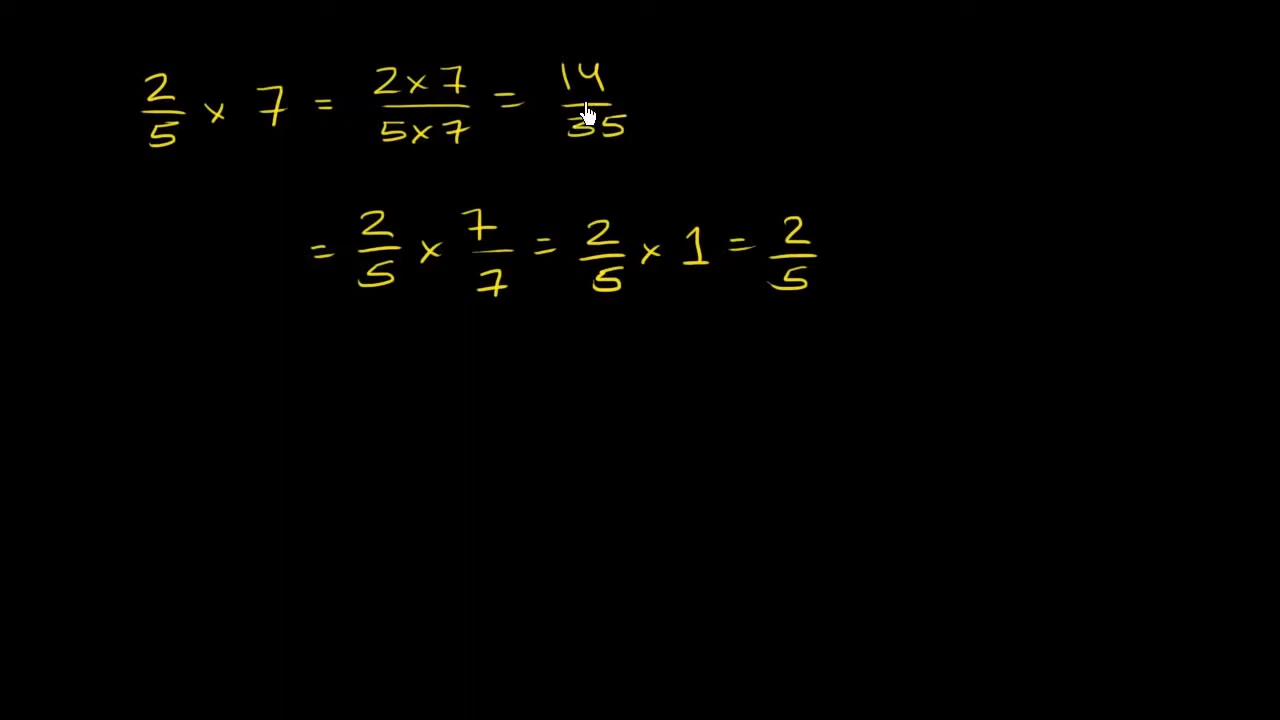 2/5 × 7 = 2×7/5×7 = 14/35
= 2/5 × 7/7 = 2/5 × 1 = 2/5